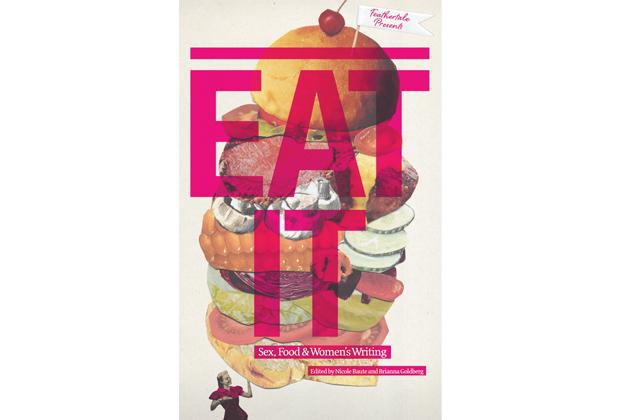 Feathertale
Presents
EAT
IT
Sex, Food & Women's Writing
Edited by Nicole Baute and Brianna Goldberg